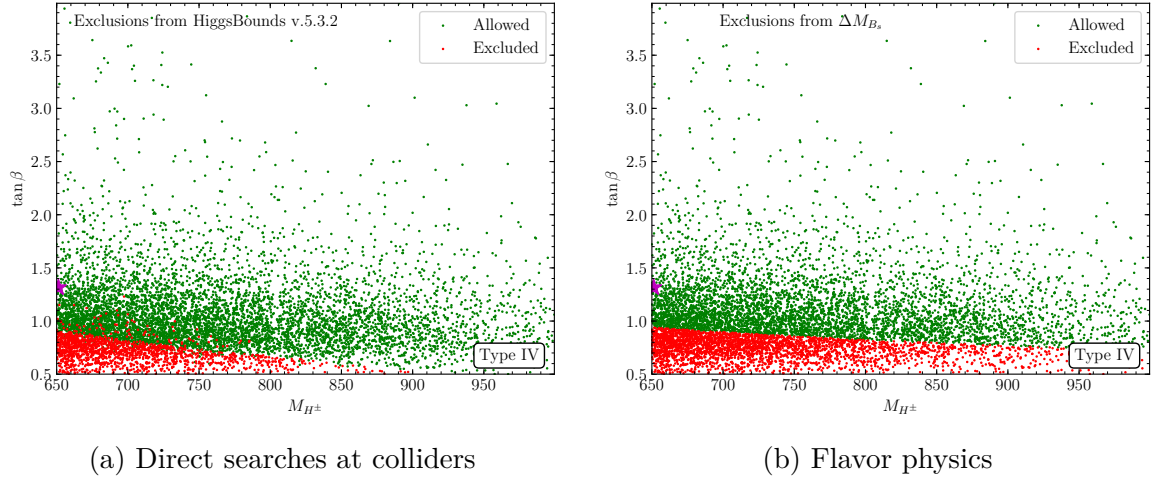 Exclusions from HiggsBounds v.5.3.2
Allowed
Excluded
tan β
3.5
3.0
2.5
2.0
1.5
1.0
0.5
Type IV
650 700 750 800 850 900 950
M_{H^±}
(a) Direct searches at colliders
Exclusions from ΔM_{B_s}
Allowed
Excluded
tan β
3.5
3.0
2.5
2.0
1.5
1.0
0.5
Type IV
650 700 750 800 850 900 950
M_{H^±}
(b) Flavor physics